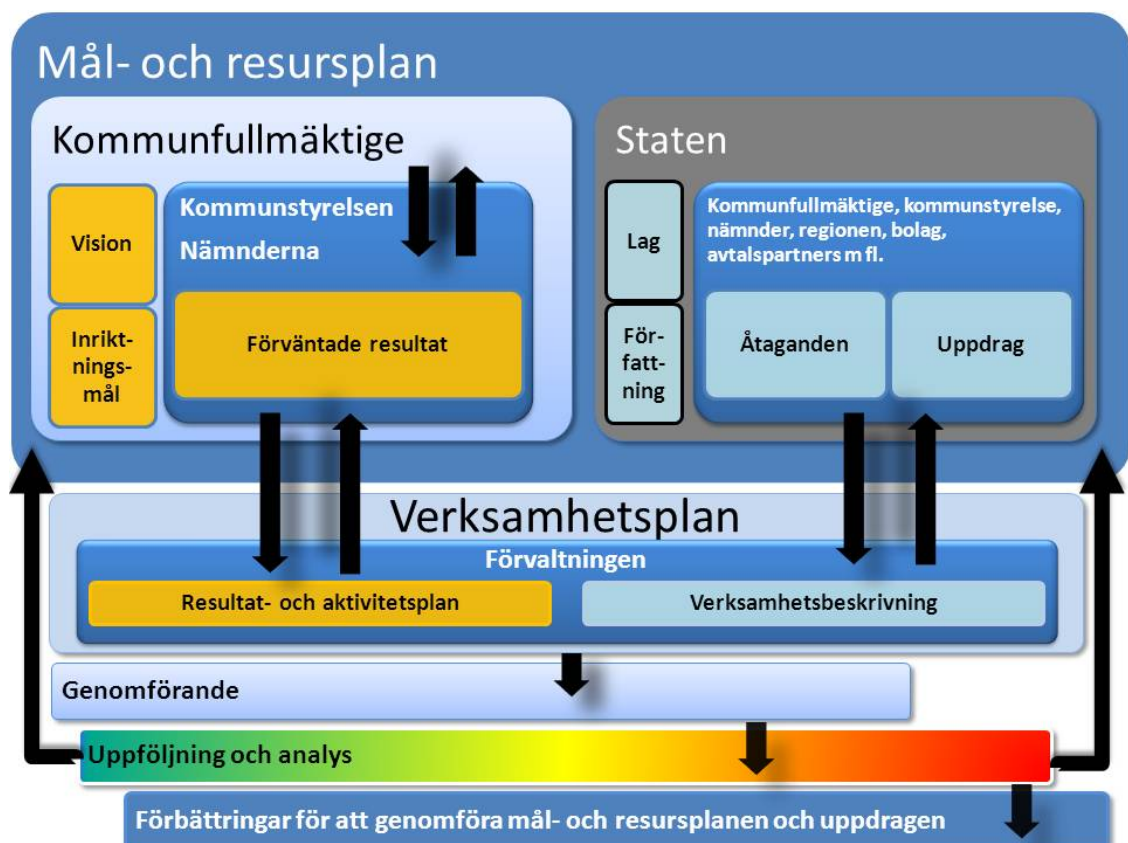 Mål- och resursplan
Kommunfullmäktige
Vision
Inrikt-
nings-
mål
Kommunstyrelsen
Nämnderna
Förväntade resultat
Staten
Lag
För-
fatt-
ning
Kommunfullmäktige, kommunstyrelse,
nämnder, regionen, bolag,
avtalspartners m fl.
Åtaganden
Uppdrag
Verksamhetsplan
Förvaltningen
Resultat- och aktivitetsplan
Verksamhetsbeskrivning
Genomförande
Uppföljning och analys
Förbättringar för att genomföra mål- och resursplanen och uppdragen